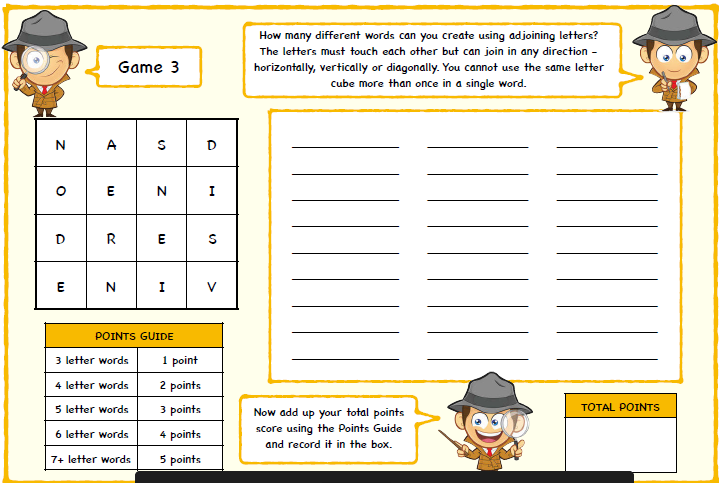 Game 3
How many different words can you create using adjoining letters?
The letters must touch each other but can join in any direction –
horizontally, vertically or diagonally. You cannot use the same letter
cube more than once in a single word.
N A S D
O E N I
D R E S
E N I V
POINTS GUIDE
3 letter words 1 point
4 letter words 2 points
5 letter words 3 points
6 letter words 4 points
7+ letter words 5 points
Now add up your total points
score using the Points Guide
and record it in the box.
TOTAL POINTS